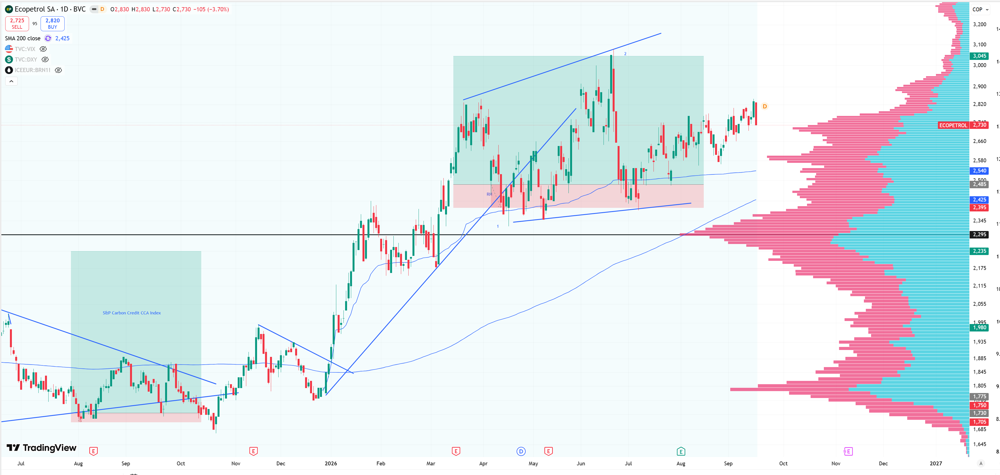 Ecopetrol SA · 1D · BVC D O2,830 H2,830 L2,730 C2,730 −105 (−3.70%)
2,725 SELL 95 2,820 BUY
SMA 200 close 2,425
TVC:VIX
TVC:DXY
ICEEUR:BRN1!
COP
3,200
3,100
3,045
3,000
2,900
2,820
ECOPETROL 2,730
2,660
2,580
2,540
2,500
2,485
2,425
2,395
2,345
2,295
2,235
2,175
2,115
2,055
1,995
1,980
1,935
1,885
1,845
1,805
1,775
1,750
1,730
1,705
1,685
1,645
2
D
RH
1
S&P Carbon Credit CCA Index
TradingView
E E E D E E E
Jul Aug Sep Oct Nov Dec 2026 Feb Mar Apr May Jun Jul Aug Sep Oct Nov Dec 2027 A